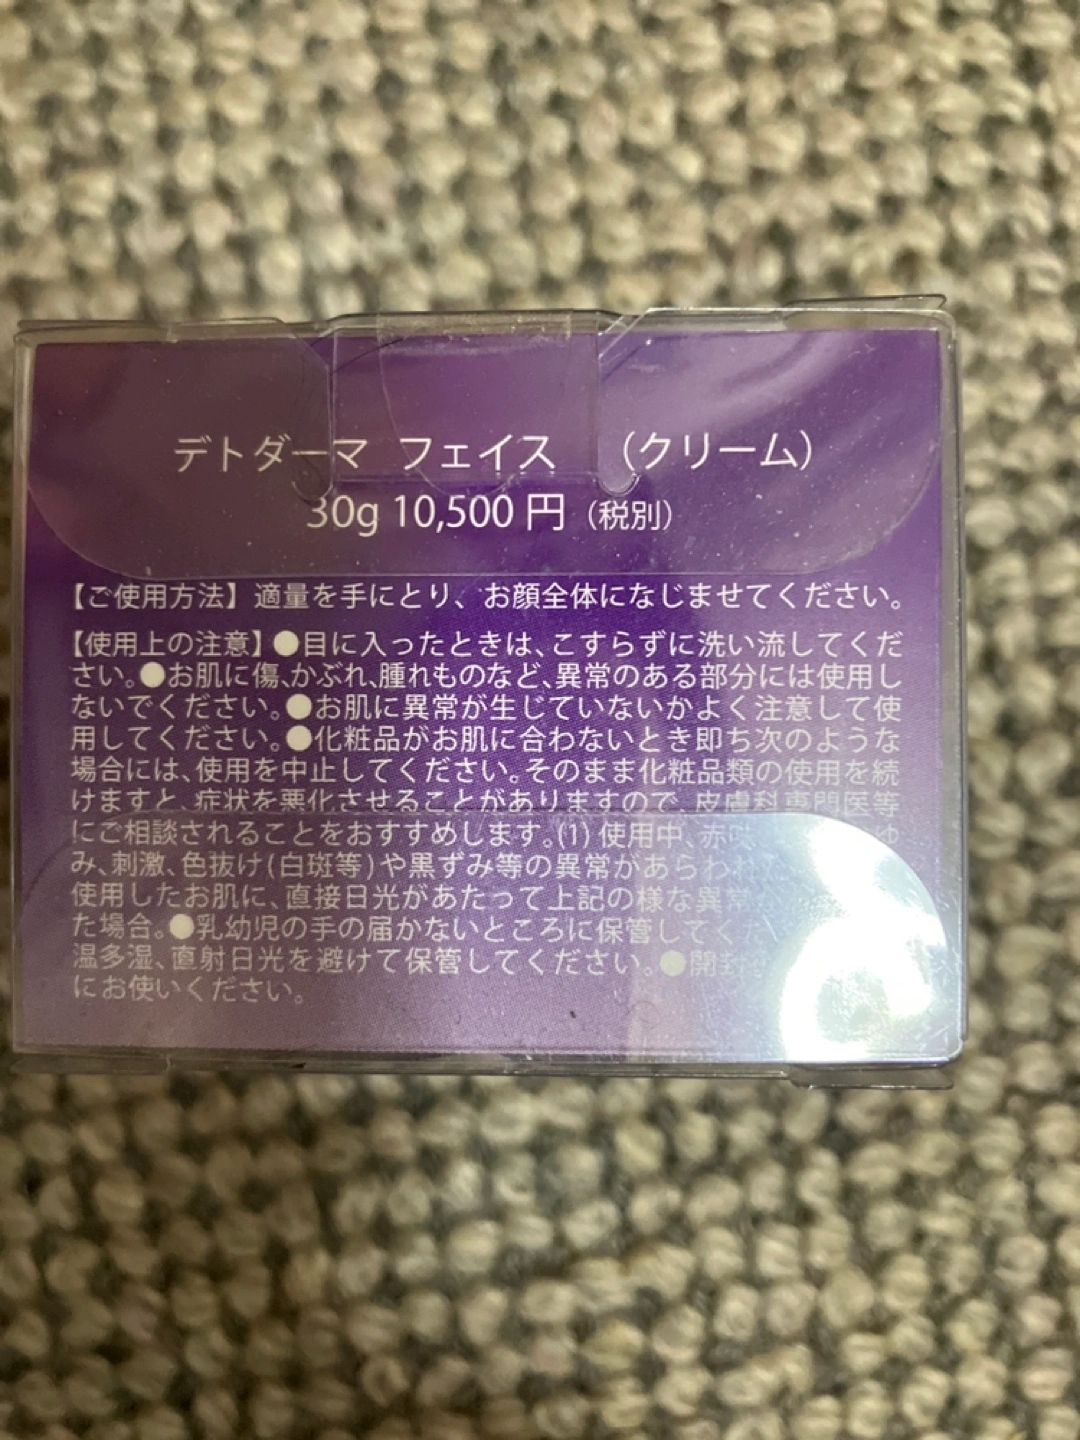 デトダーマ　フェイス　（クリーム）
30g 10,500 円（税別）
【ご使用方法】適量を手にとり、お顔全体になじませてください。
【使用上の注意】●目に入ったときは、こすらずに洗い流してくだ
さい。●お肌に傷、かぶれ、腫れものなど、異常のある部分には使用し
ないでください。●お肌に異常が生じていないかよく注意して使
用してください。●化粧品がお肌に合わないとき即ち次のような
場合には、使用を中止してください。そのまま化粧品類の使用を続
けますと、症状を悪化させることがありますので、皮膚科専門医等
にご相談されることをおすすめします。(1) 使用中、赤味 ゆ
み、刺激、色抜け(白斑等)や黒ずみ等の異常があらわれ
使用したお肌に、直接日光があたって上記の様な異常
た場合。●乳幼児の手の届かないところに保管してくだ
温多湿、直射日光を避けて保管してください。●開封
にお使いください。